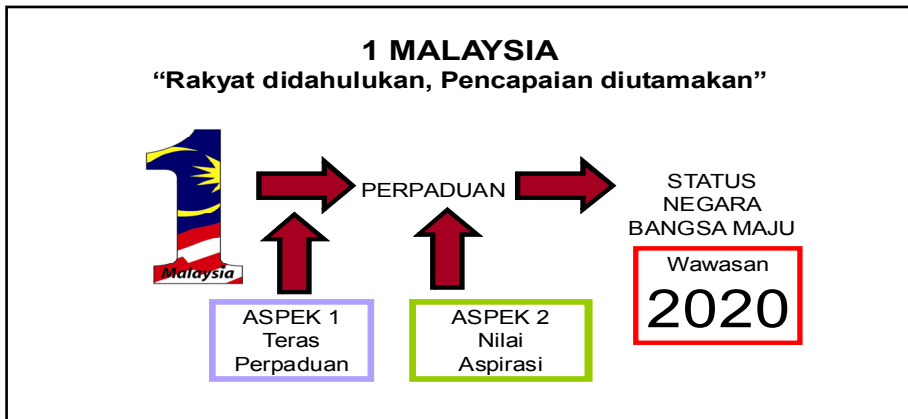 1 MALAYSIA
“Rakyat didahulukan, Pencapaian diutamakan”
Malaysia
PERPADUAN
STATUS
NEGARA
BANGSA MAJU
Wawasan
2020
ASPEK 1
Teras
Perpaduan
ASPEK 2
Nilai
Aspirasi